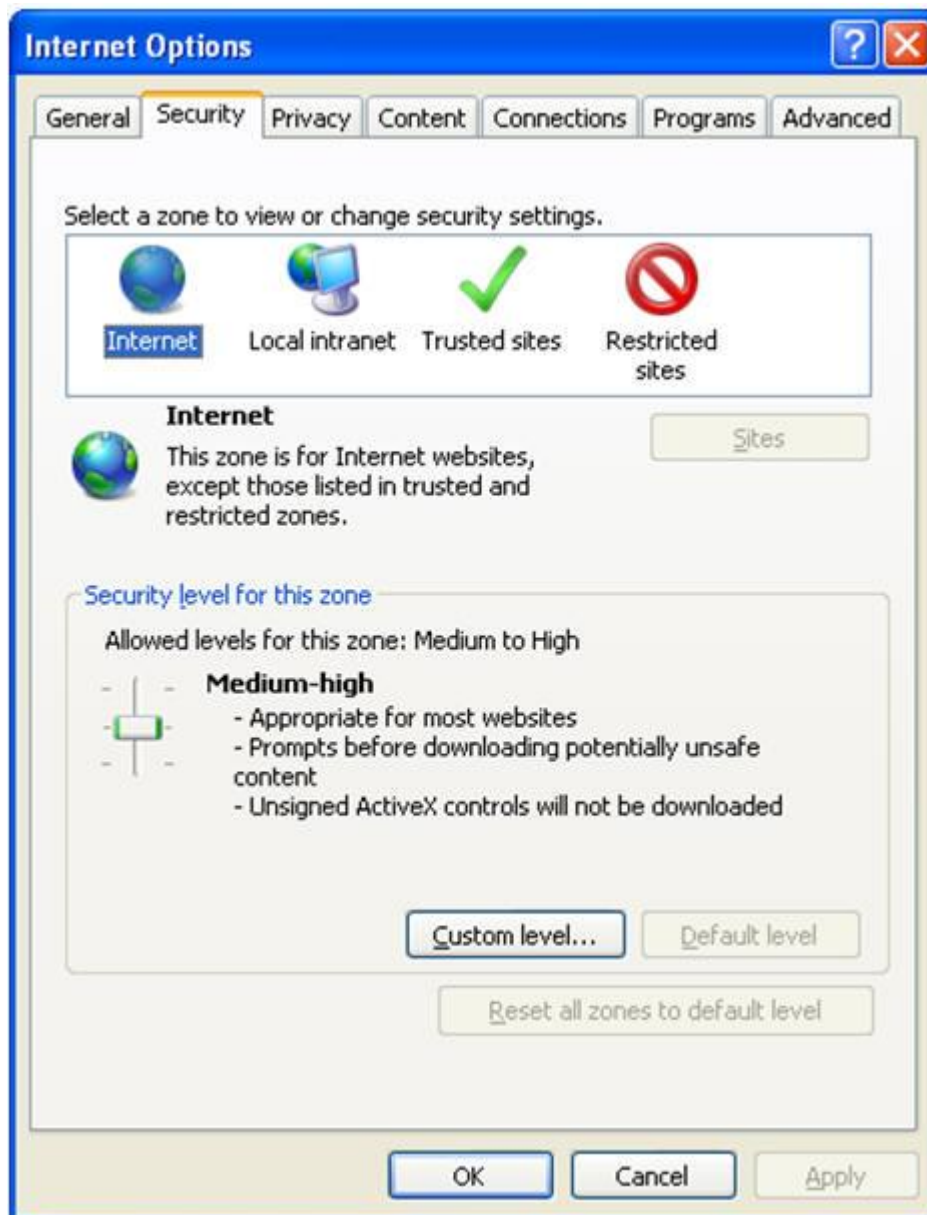 Internet Options
General Security Privacy Content Connections Programs Advanced
Select a zone to view or change security settings.
Internet Local intranet Trusted sites Restricted
sites
Internet
Sites
This zone is for Internet websites,
except those listed in trusted and
restricted zones.
Security level for this zone
Allowed levels for this zone: Medium to High
Medium-high
- Appropriate for most websites
- Prompts before downloading potentially unsafe
content
- Unsigned ActiveX controls will not be downloaded
Custom level... Default level
Reset all zones to default level
OK Cancel Apply